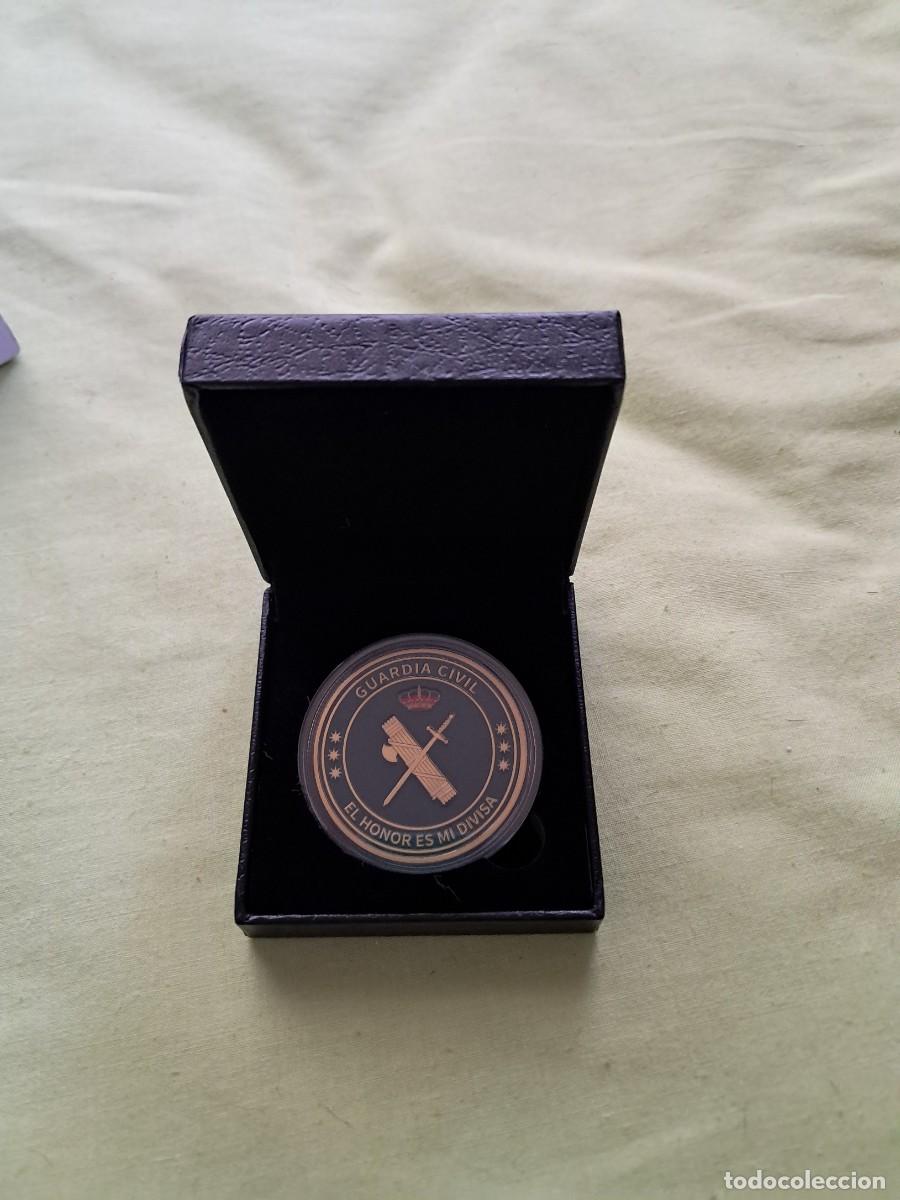 GUARDIA CIVIL
EL HONOR ES MI DIVISA
todocoleccion